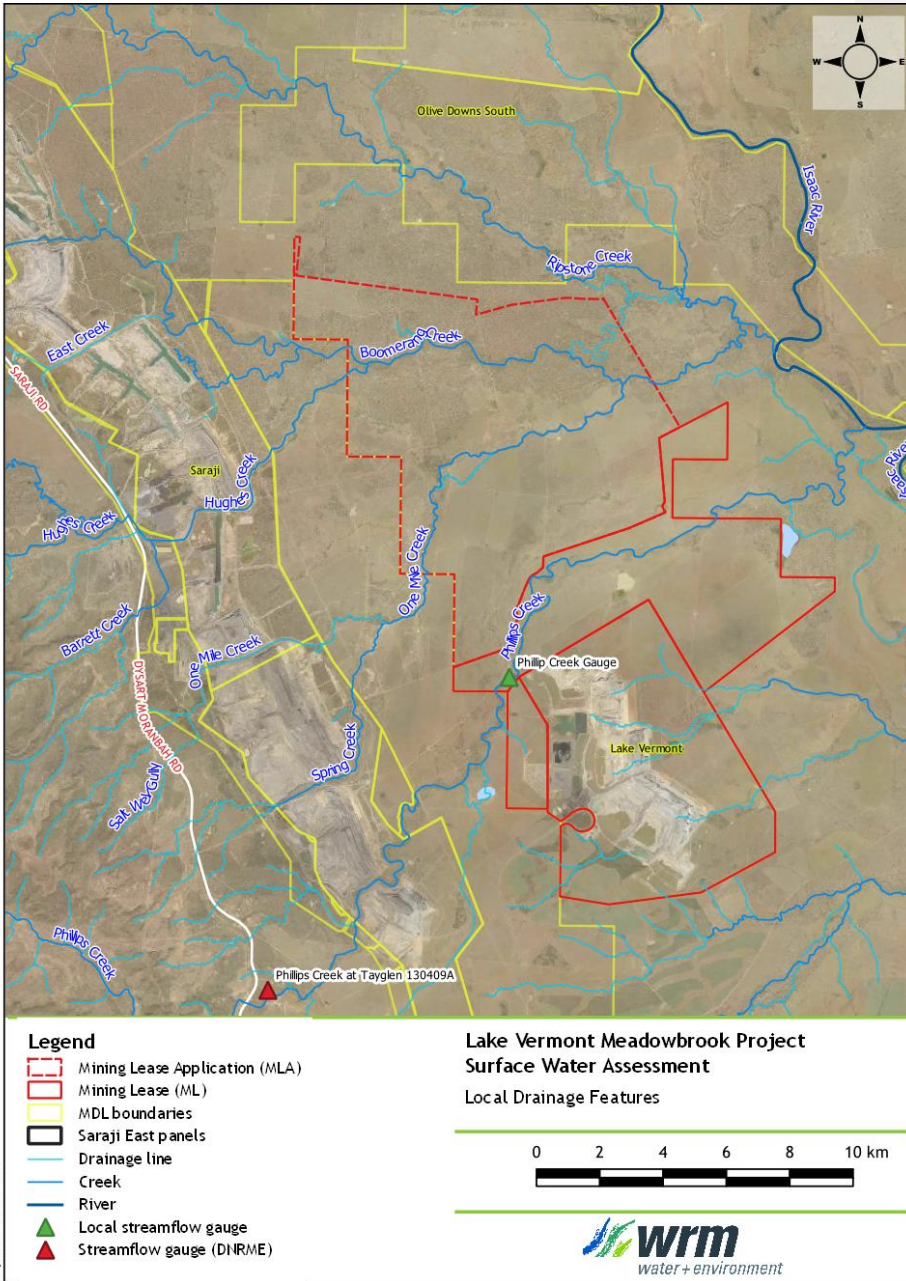 N
W
E
S
Olive Downs South
Isaac River
Ripstone Creek
Boomerang Creek
East Creek
SARAJI RD
Saraji
Hughes Creek
Hughes Creek
Isaac River
One Mile Creek
Barrett Creek
Phillips Creek
One Mile Creek
Phillip Creek Gauge
DYSART MORANBAH RD
Lake Vermont
Spring Creek
Salt Wey Gully
Phillips Creek
Phillips Creek at Tayglen 130409A
Legend
Mining Lease Application (MLA)
Mining Lease (ML)
MDL boundaries
Saraji East panels
Drainage line
Creek
River
Local streamflow gauge
Streamflow gauge (DNRME)
Lake Vermont Meadowbrook Project
Surface Water Assessment
Local Drainage Features
0 2 4 6 8 10 km
wrm
water + environment